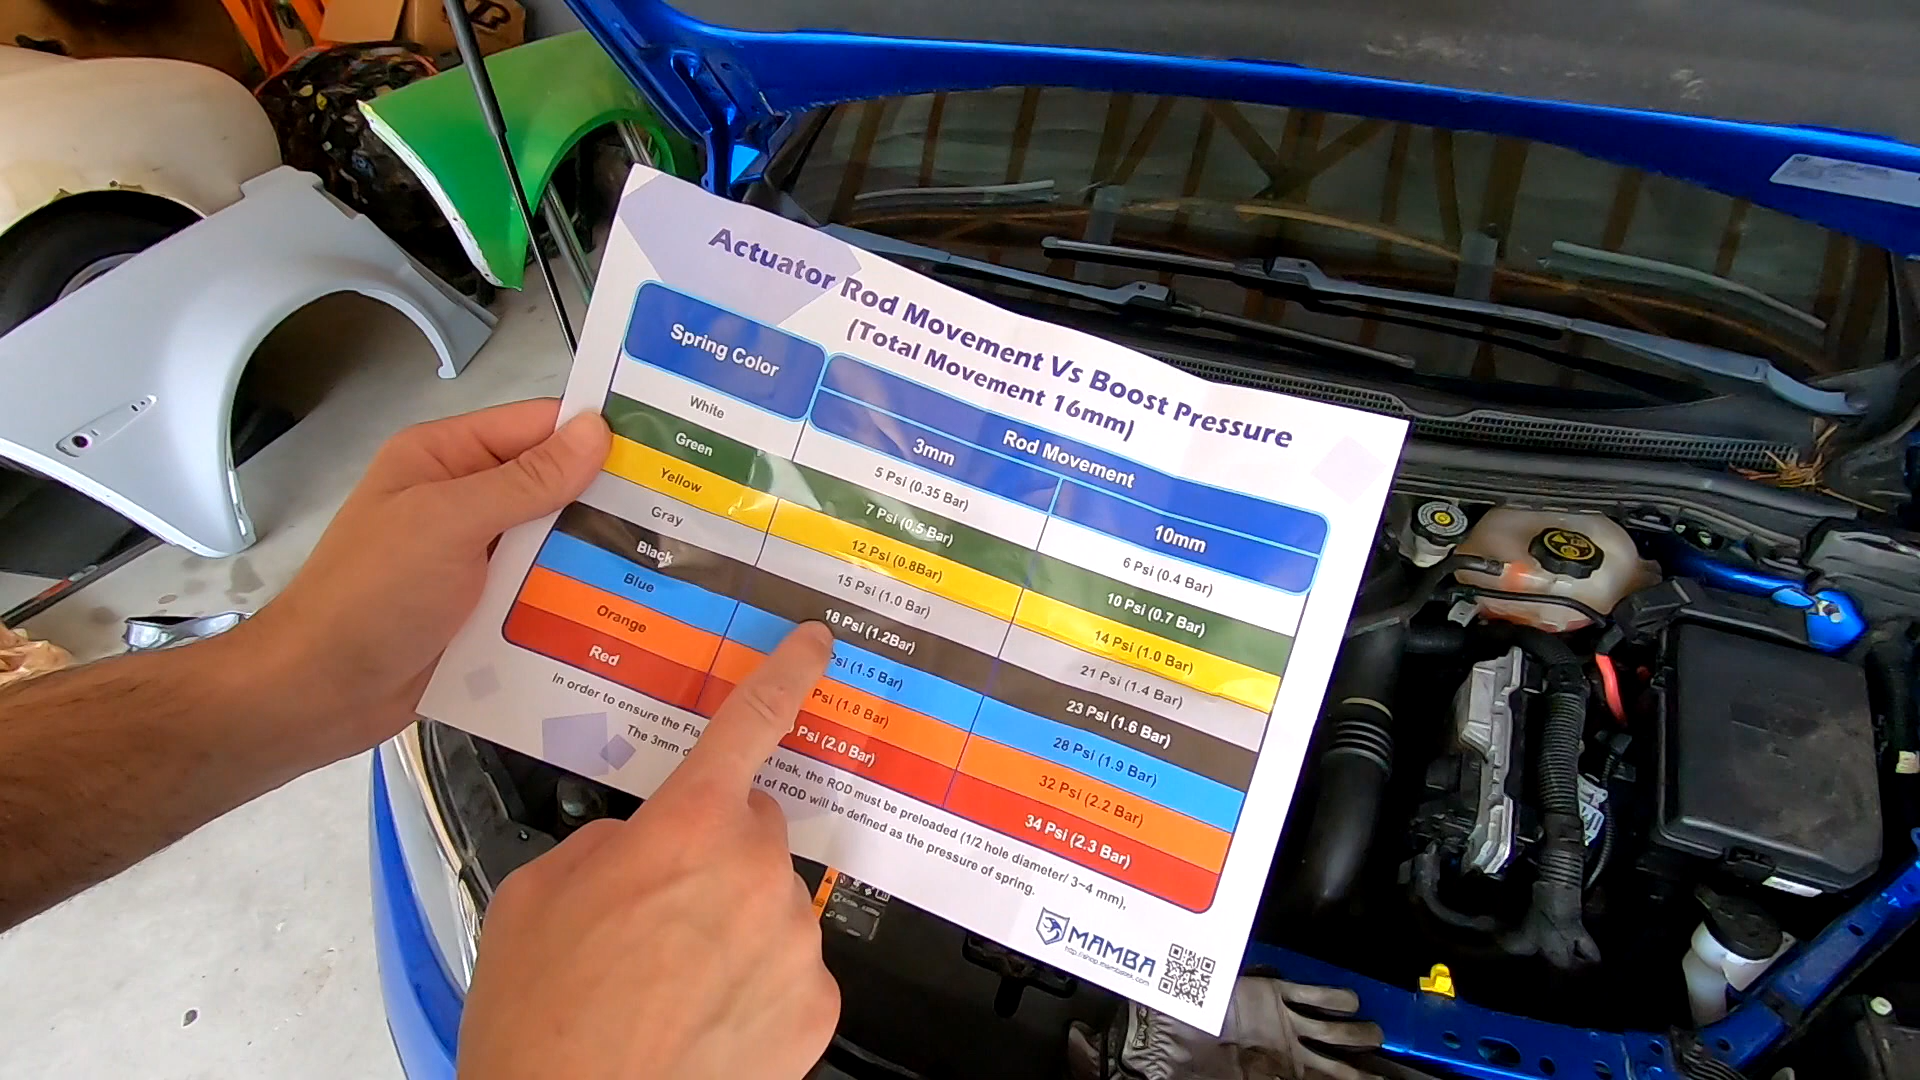 Actuator Rod Movement Vs Boost Pressure
(Total Movement 16mm)
Spring Color
Rod Movement
3mm
10mm
White
5 Psi (0.35 Bar)
6 Psi (0.4 Bar)
Green
7 Psi (0.5 Bar)
10 Psi (0.7 Bar)
Yellow
12 Psi (0.8Bar)
14 Psi (1.0 Bar)
Gray
15 Psi (1.0 Bar)
21 Psi (1.4 Bar)
Black
18 Psi (1.2Bar)
23 Psi (1.6 Bar)
Blue
Psi (1.5 Bar)
28 Psi (1.9 Bar)
Orange
Psi (1.8 Bar)
32 Psi (2.2 Bar)
Red
Psi (2.0 Bar)
34 Psi (2.3 Bar)
In order to ensure the leak, the ROD must be preloaded (1/2 hole diameter/ 3~4 mm),
The 3mm of ROD will be defined as the pressure of spring.
MAMBA